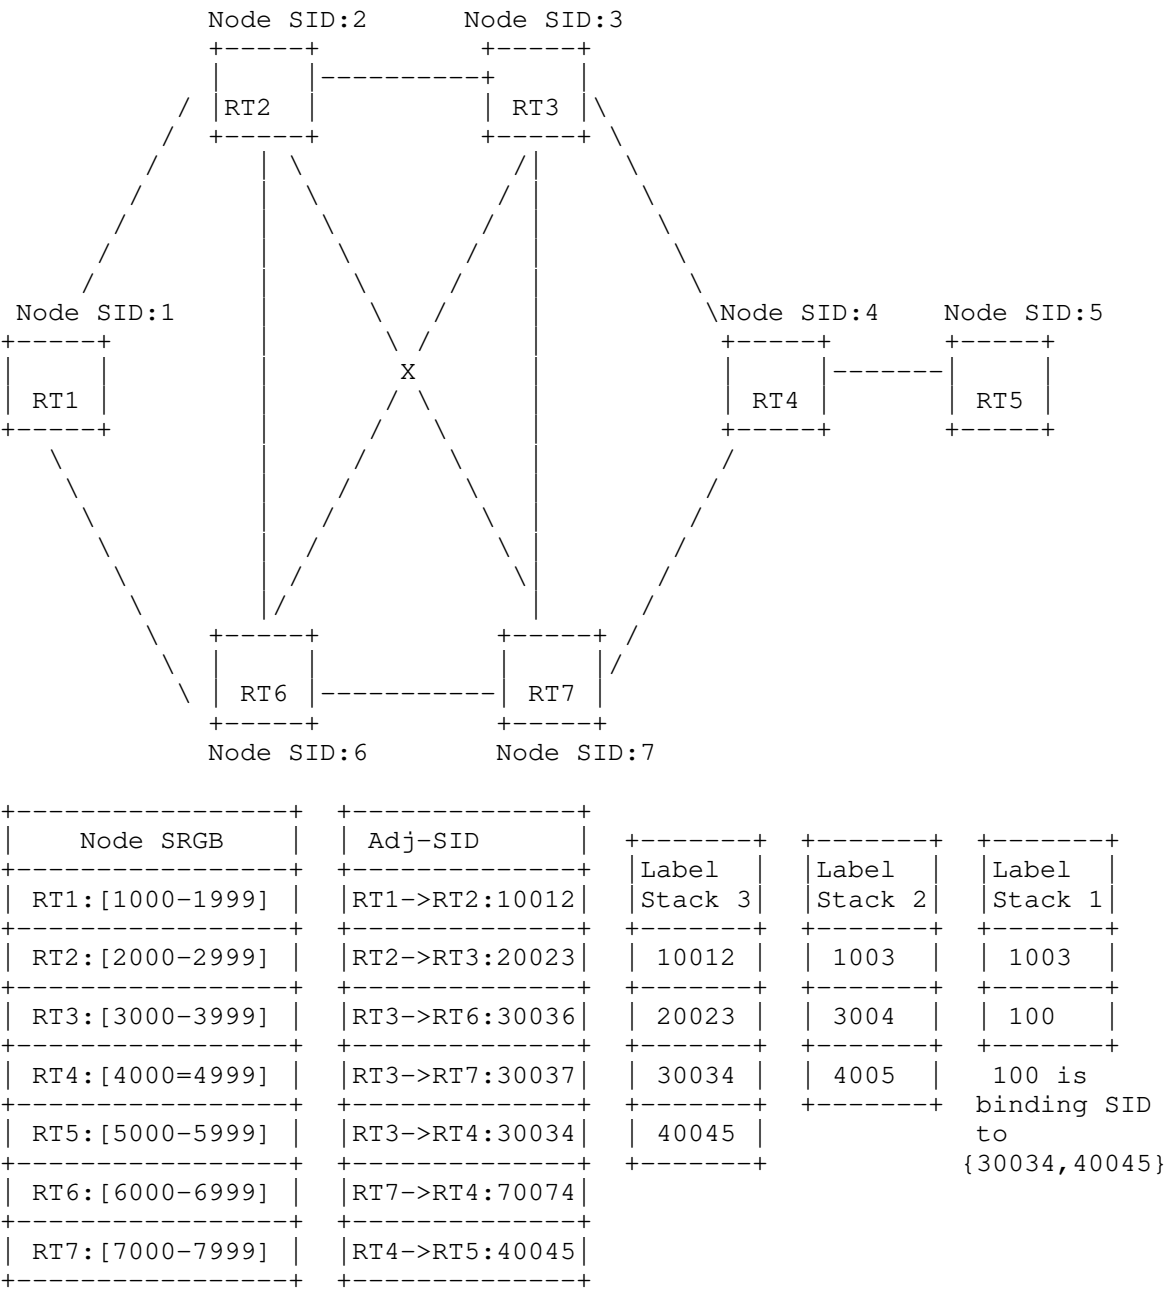 Node SID:2 Node SID:3
RT2 RT3
X
Node SID:1 Node SID:4 Node SID:5
RT1 RT4 RT5
RT6 RT7
Node SID:6 Node SID:7
Node SRGB
RT1:[1000-1999]
RT2:[2000-2999]
RT3:[3000-3999]
RT4:[4000=4999]
RT5:[5000-5999]
RT6:[6000-6999]
RT7:[7000-7999]
Adj-SID
RT1->RT2:10012
RT2->RT3:20023
RT3->RT6:30036
RT3->RT7:30037
RT3->RT4:30034
RT7->RT4:70074
RT4->RT5:40045
Label
Stack 3
10012
20023
30034
40045
Label
Stack 2
1003
3004
4005
Label
Stack 1
1003
100
100 is
binding SID
to
{30034,40045}